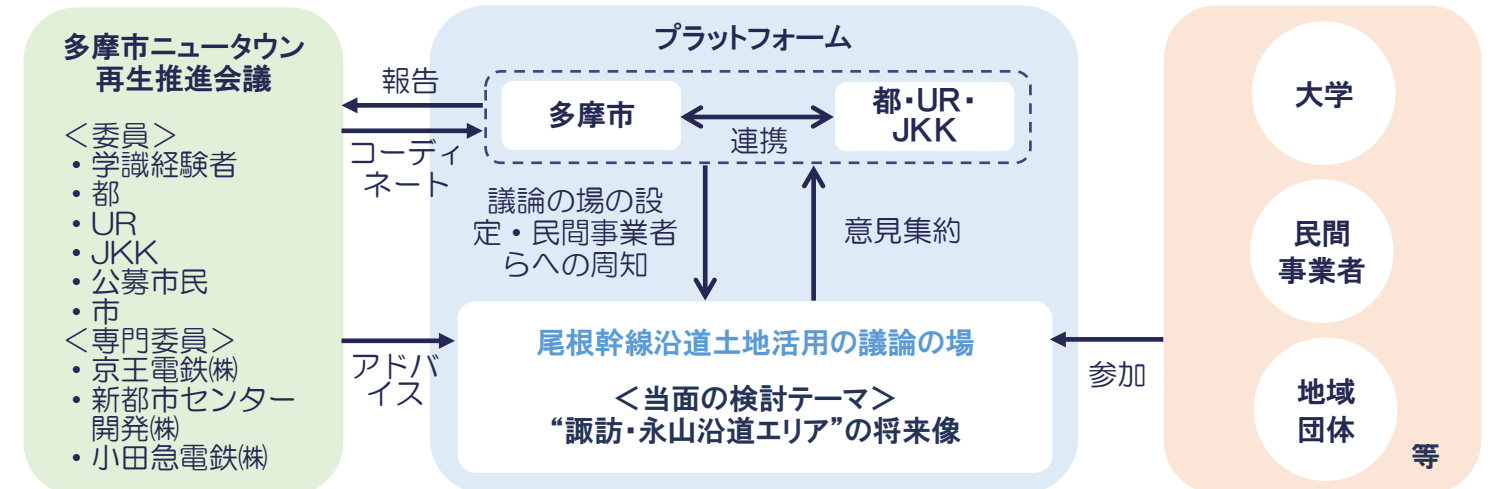 多摩市ニュータウン
再生推進会議
＜委員＞
・学識経験者
・都
・UR
・JKK
・公募市民
・市
＜専門委員＞
・京王電鉄㈱
・新都市センター
開発㈱
・小田急電鉄㈱
報告
コーディ
ネート
アドバ
イス
プラットフォーム
多摩市
連携
都・UR・
JKK
議論の場の設
定・民間事業者
らへの周知
意見集約
尾根幹線沿道土地活用の議論の場
＜当面の検討テーマ＞
“諏訪・永山沿道エリア”の将来像
参加
大学
民間
事業者
地域
団体
等